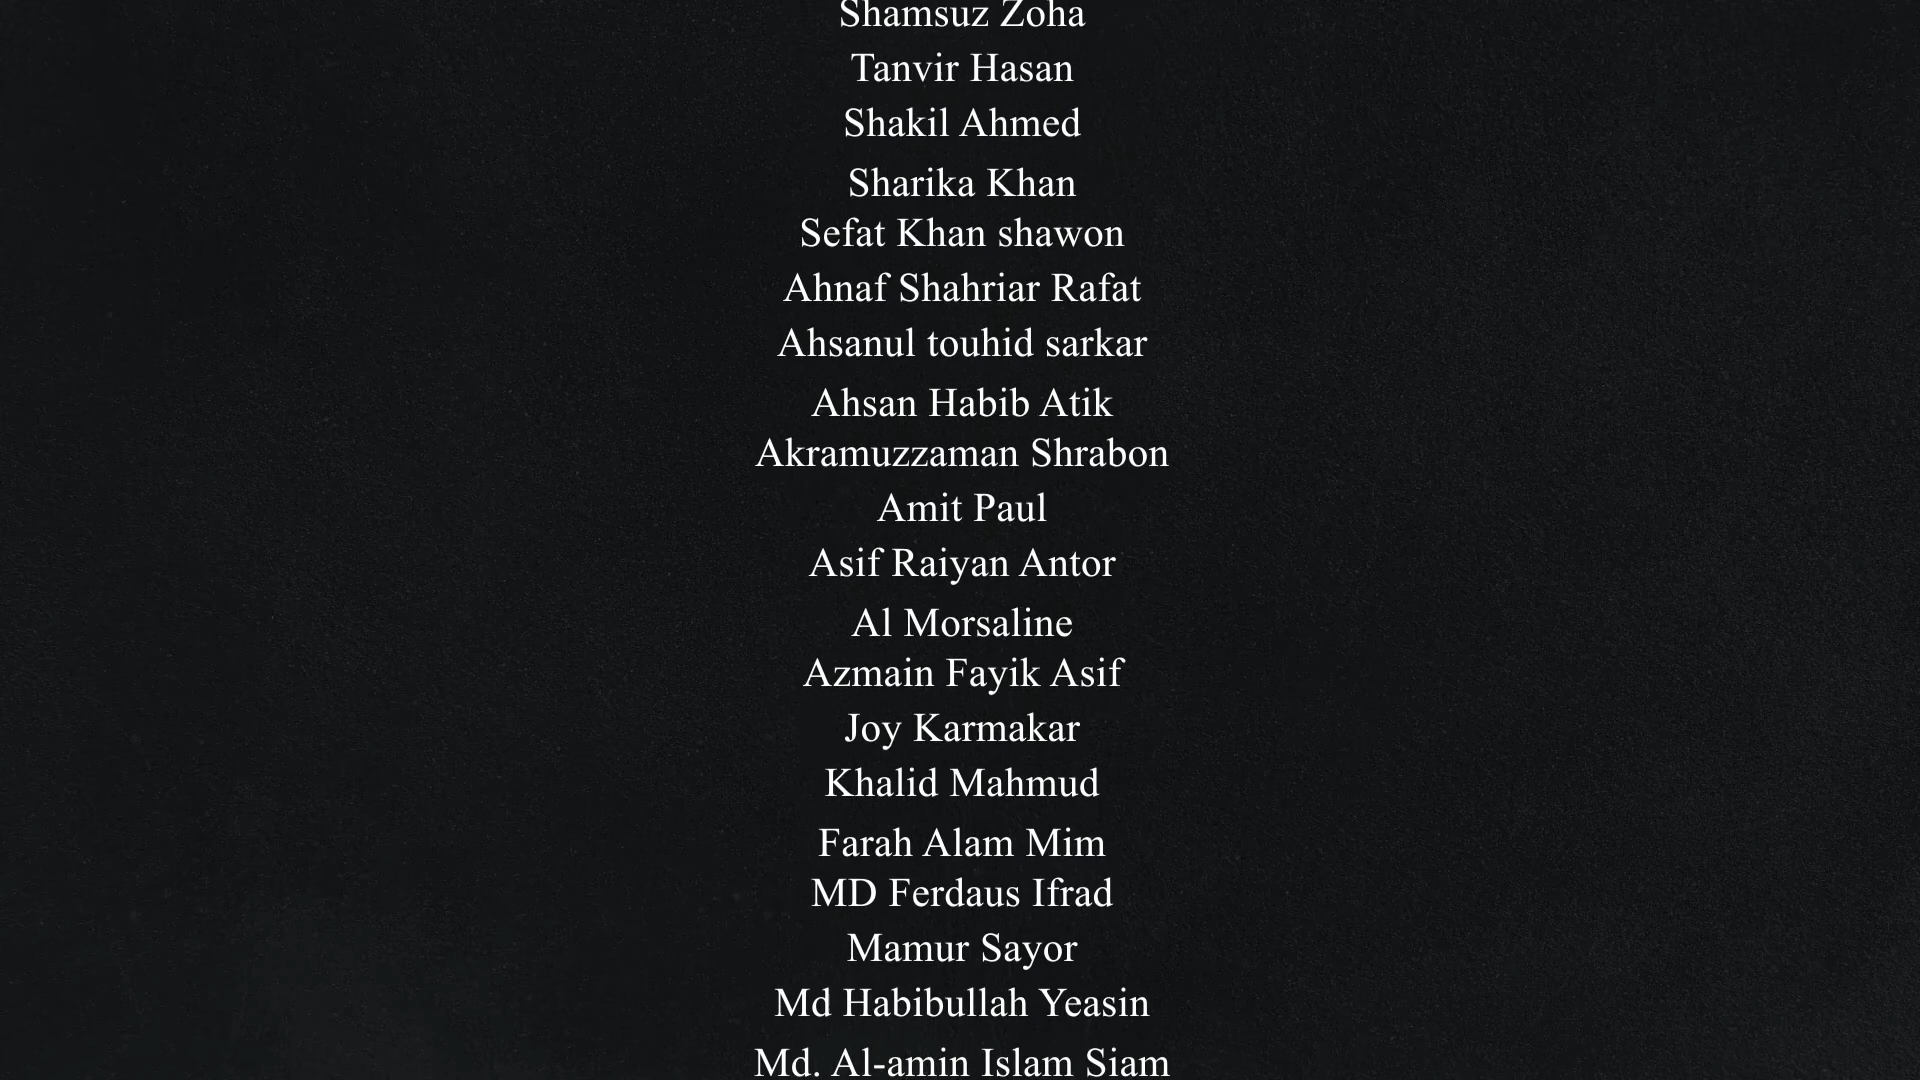 Shamsuz Zoha
Tanvir Hasan
Shakil Ahmed
Sharika Khan
Sefat Khan shawon
Ahnaf Shahriar Rafat
Ahsanul touhid sarkar
Ahsan Habib Atik
Akramuzzaman Shrabon
Amit Paul
Asif Raiyan Antor
Al Morsaline
Azmain Fayik Asif
Joy Karmakar
Khalid Mahmud
Farah Alam Mim
MD Ferdaus Ifrad
Mamur Sayor
Md Habibullah Yeasin
Md. Al-amin Islam Siam